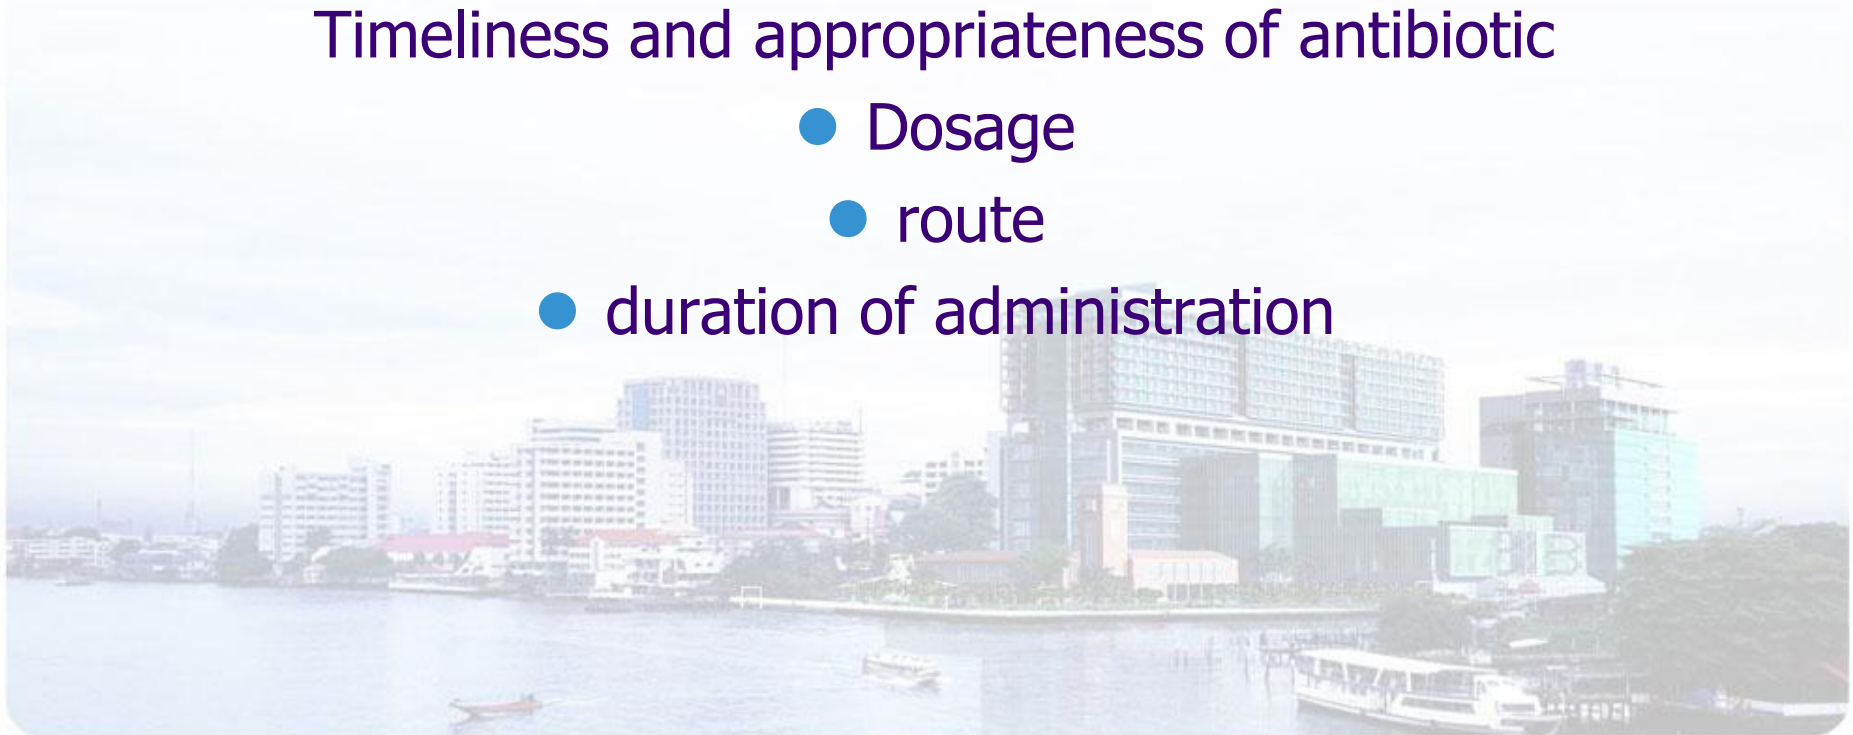 Timeliness and appropriateness of antibiotic
● Dosage
● route
● duration of administration